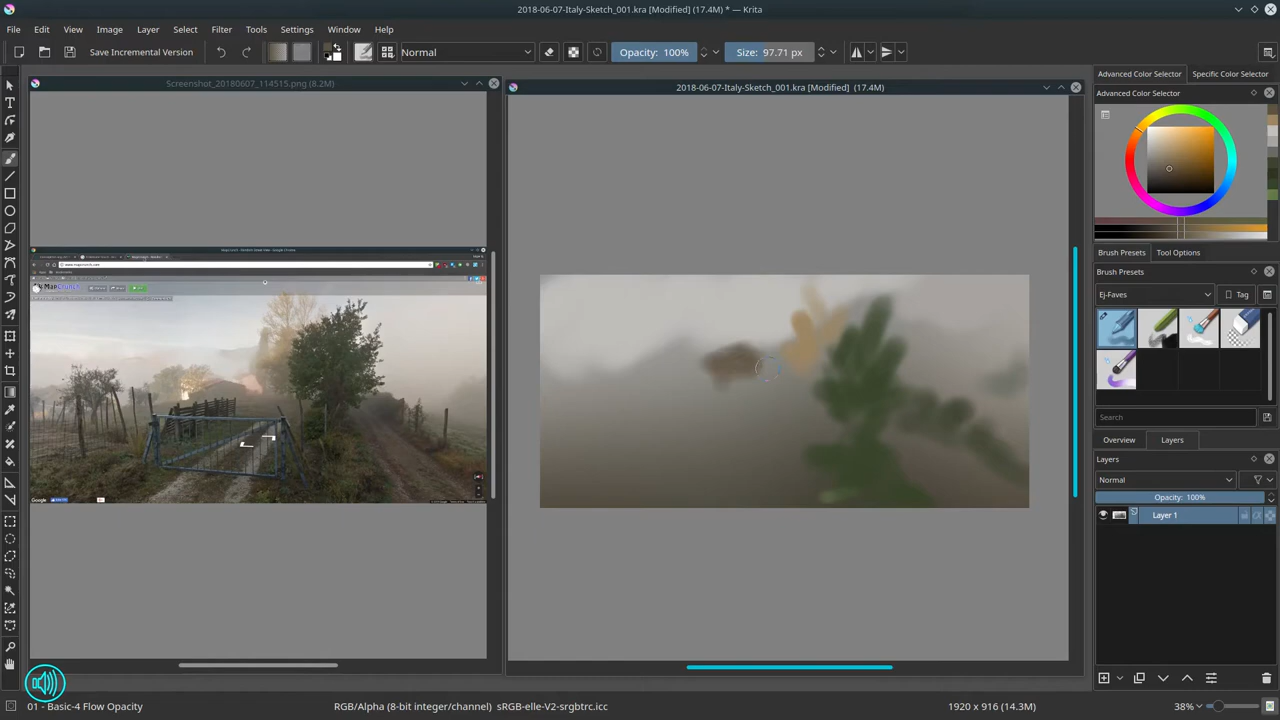 2018-06-07-Italy-Sketch_001.kra [Modified] (17.4M) * — Krita
File Edit View Image Layer Select Filter Tools Settings Window Help
Save Incremental Version
Normal
Opacity: 100%
Size: 97.71 px
Screenshot_20180607_114515.png (8.2M)
2018-06-07-Italy-Sketch_001.kra [Modified] (17.4M)
Advanced Color Selector
Specific Color Selector
Advanced Color Selector
Brush Presets
Tool Options
Brush Presets
Ej-Faves
Tag
Search
Overview
Layers
Layers
Normal
Opacity: 100%
Layer 1
MapCrunch
Google
01 - Basic-4 Flow Opacity
RGB/Alpha (8-bit integer/channel) sRGB-elle-V2-srgbtrc.icc
1920 x 916 (14.3M)
38%